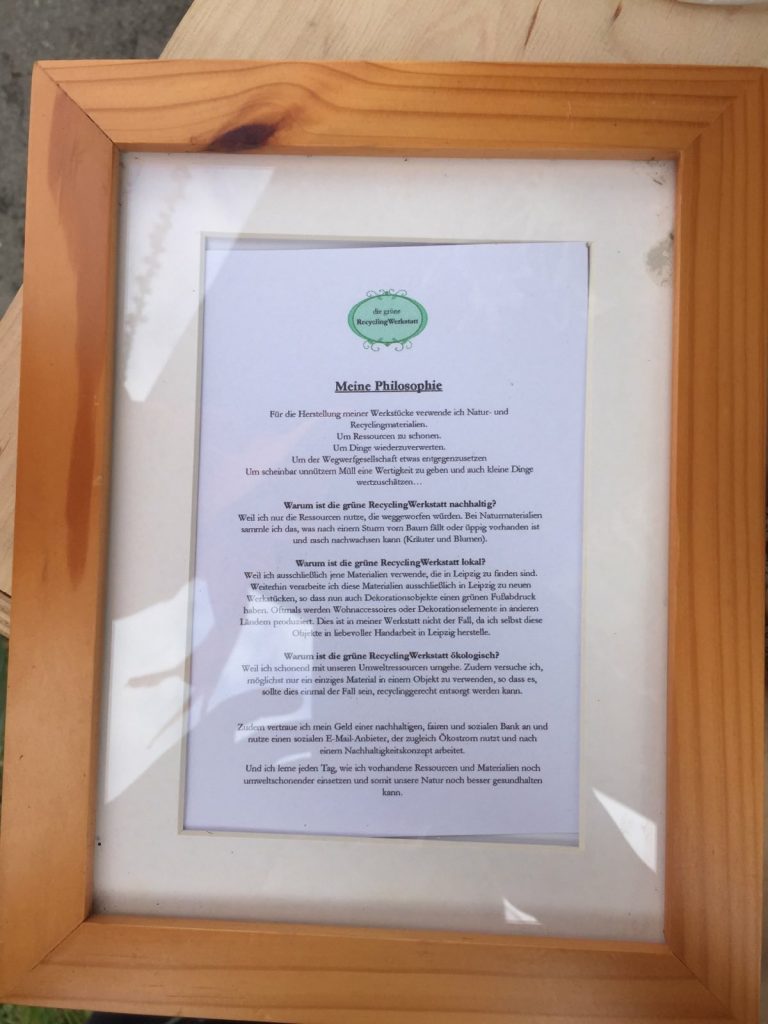 die grüne
RecyclingWerkstatt
Meine Philosophie
Für die Herstellung meiner Werkstücke verwende ich Natur- und
Recyclingmaterialien.
Um Ressourcen zu schonen.
Um Dinge wiederzuverwerten.
Um der Wegwerfgesellschaft etwas entgegenzusetzen
Um scheinbar unnützem Müll eine Wertigkeit zu geben und auch kleine Dinge
wertzuschätzen…
Warum ist die grüne RecyclingWerkstatt nachhaltig?
Weil ich nur die Ressourcen nutze, die weggeworfen würden. Bei Naturmaterialien
sammle ich das, was nach einem Sturm vom Baum fällt oder üppig vorhanden ist
und rasch nachwachsen kann (Kräuter und Blumen).
Warum ist die grüne RecyclingWerkstatt lokal?
Weil ich ausschließlich jene Materialien verwende, die in Leipzig zu finden sind.
Weiterhin verarbeite ich diese Materialien ausschließlich in Leipzig zu neuen
Werkstücken, so dass nun auch Dekorationsobjekte einen grünen Fußabdruck
haben. Oftmals werden Wohnaccessoires oder Dekorationselemente in anderen
Ländern produziert. Dies ist in meiner Werkstatt nicht der Fall, da ich selbst diese
Objekte in liebevoller Handarbeit in Leipzig herstelle.
Warum ist die grüne RecyclingWerkstatt ökologisch?
Weil ich schonend mit unseren Umweltressourcen umgehe. Zudem versuche ich,
möglichst nur ein einziges Material in einem Objekt zu verwenden, so dass es,
sollte dies einmal der Fall sein, recyclinggerecht entsorgt werden kann.
Zudem vertraue ich mein Geld einer nachhaltigen, fairen und sozialen Bank an und
nutze einen sozialen E-Mail-Anbieter, der zugleich Ökostrom nutzt und nach
einem Nachhaltigkeitskonzept arbeitet.
Und ich lerne jeden Tag, wie ich vorhandene Ressourcen und Materialien noch
umweltschonender einsetzen und somit unsere Natur noch besser gesundhalten
kann.